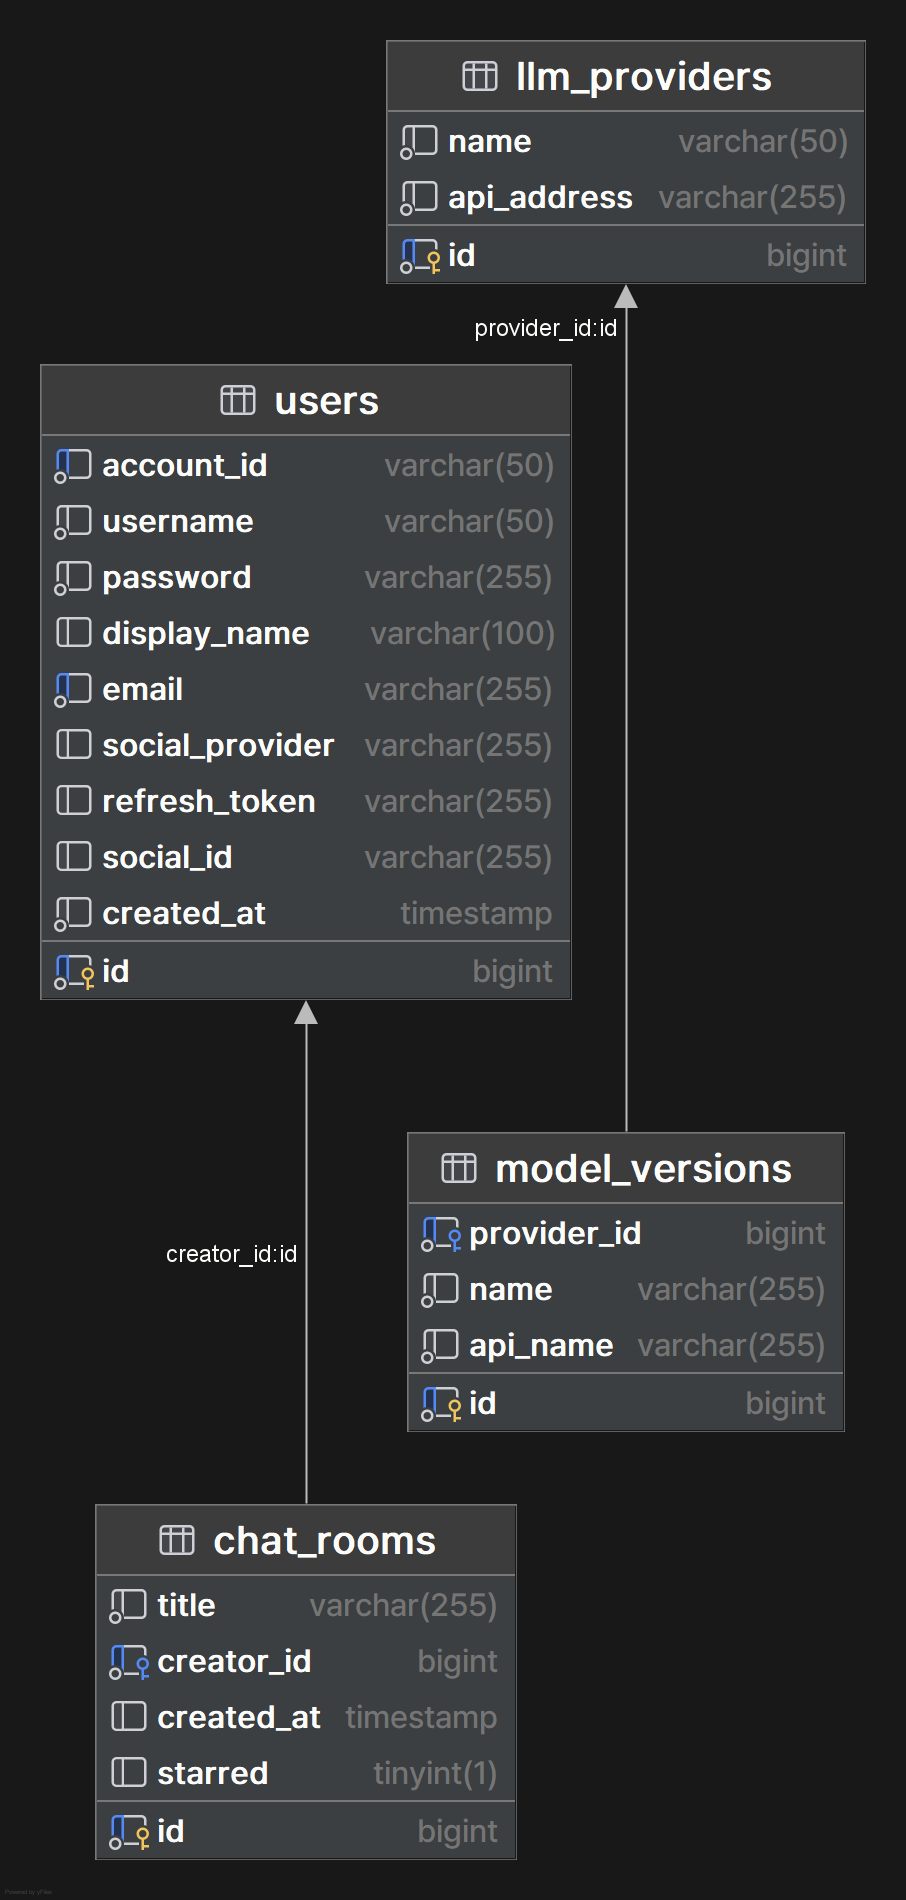 llm_providers
name varchar(50)
api_address varchar(255)
id bigint
provider_id:id
users
account_id varchar(50)
username varchar(50)
password varchar(255)
display_name varchar(100)
email varchar(255)
social_provider varchar(255)
refresh_token varchar(255)
social_id varchar(255)
created_at timestamp
id bigint
creator_id:id
model_versions
provider_id bigint
name varchar(255)
api_name varchar(255)
id bigint
chat_rooms
title varchar(255)
creator_id bigint
created_at timestamp
starred tinyint(1)
id bigint
Powered by yFiles